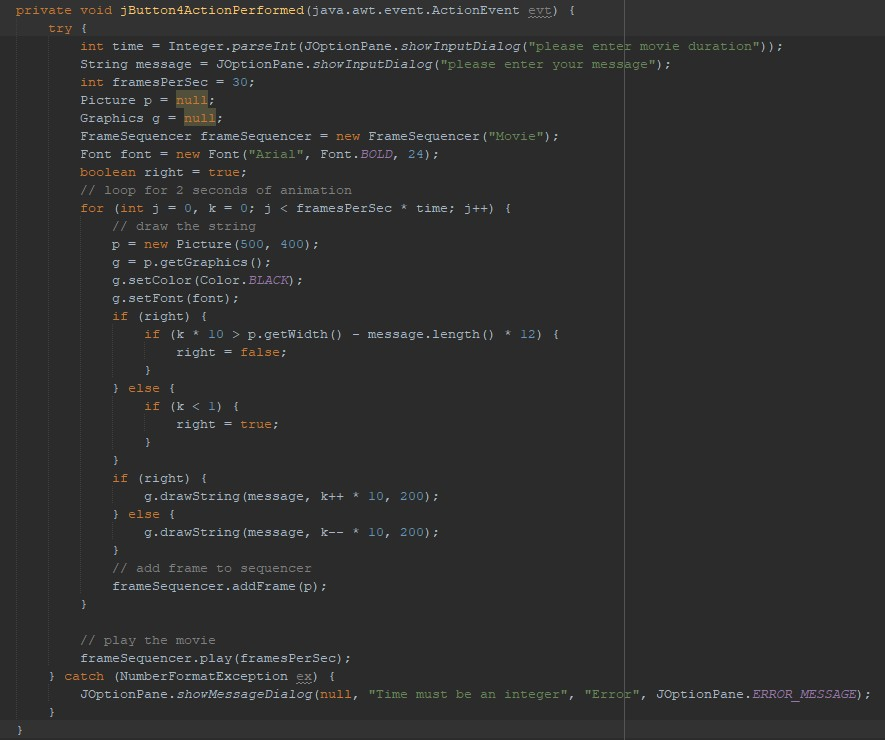 private void jButton4ActionPerformed(java.awt.event.ActionEvent evt) {
    try {
        int time = Integer.parseInt(JOptionPane.showInputDialog("please enter movie duration"));
        String message = JOptionPane.showInputDialog("please enter your message");
        int framesPerSec = 30;
        Picture p = null;
        Graphics g = null;
        FrameSequencer frameSequencer = new FrameSequencer("Movie");
        Font font = new Font("Arial", Font.BOLD, 24);
        boolean right = true;
        // loop for 2 seconds of animation
        for (int j = 0, k = 0; j < framesPerSec * time; j++) {
            // draw the string
            p = new Picture(500, 400);
            g = p.getGraphics();
            g.setColor(Color.BLACK);
            g.setFont(font);
            if (right) {
                if (k * 10 > p.getWidth() - message.length() * 12) {
                    right = false;
                }
            } else {
                if (k < 1) {
                    right = true;
                }
            }
            if (right) {
                g.drawString(message, k++ * 10, 200);
            } else {
                g.drawString(message, k-- * 10, 200);
            }
            // add frame to sequencer
            frameSequencer.addFrame(p);
        }

        // play the movie
        frameSequencer.play(framesPerSec);
    } catch (NumberFormatException ex) {
        JOptionPane.showMessageDialog(null, "Time must be an integer", "Error", JOptionPane.ERROR_MESSAGE);
    }
}